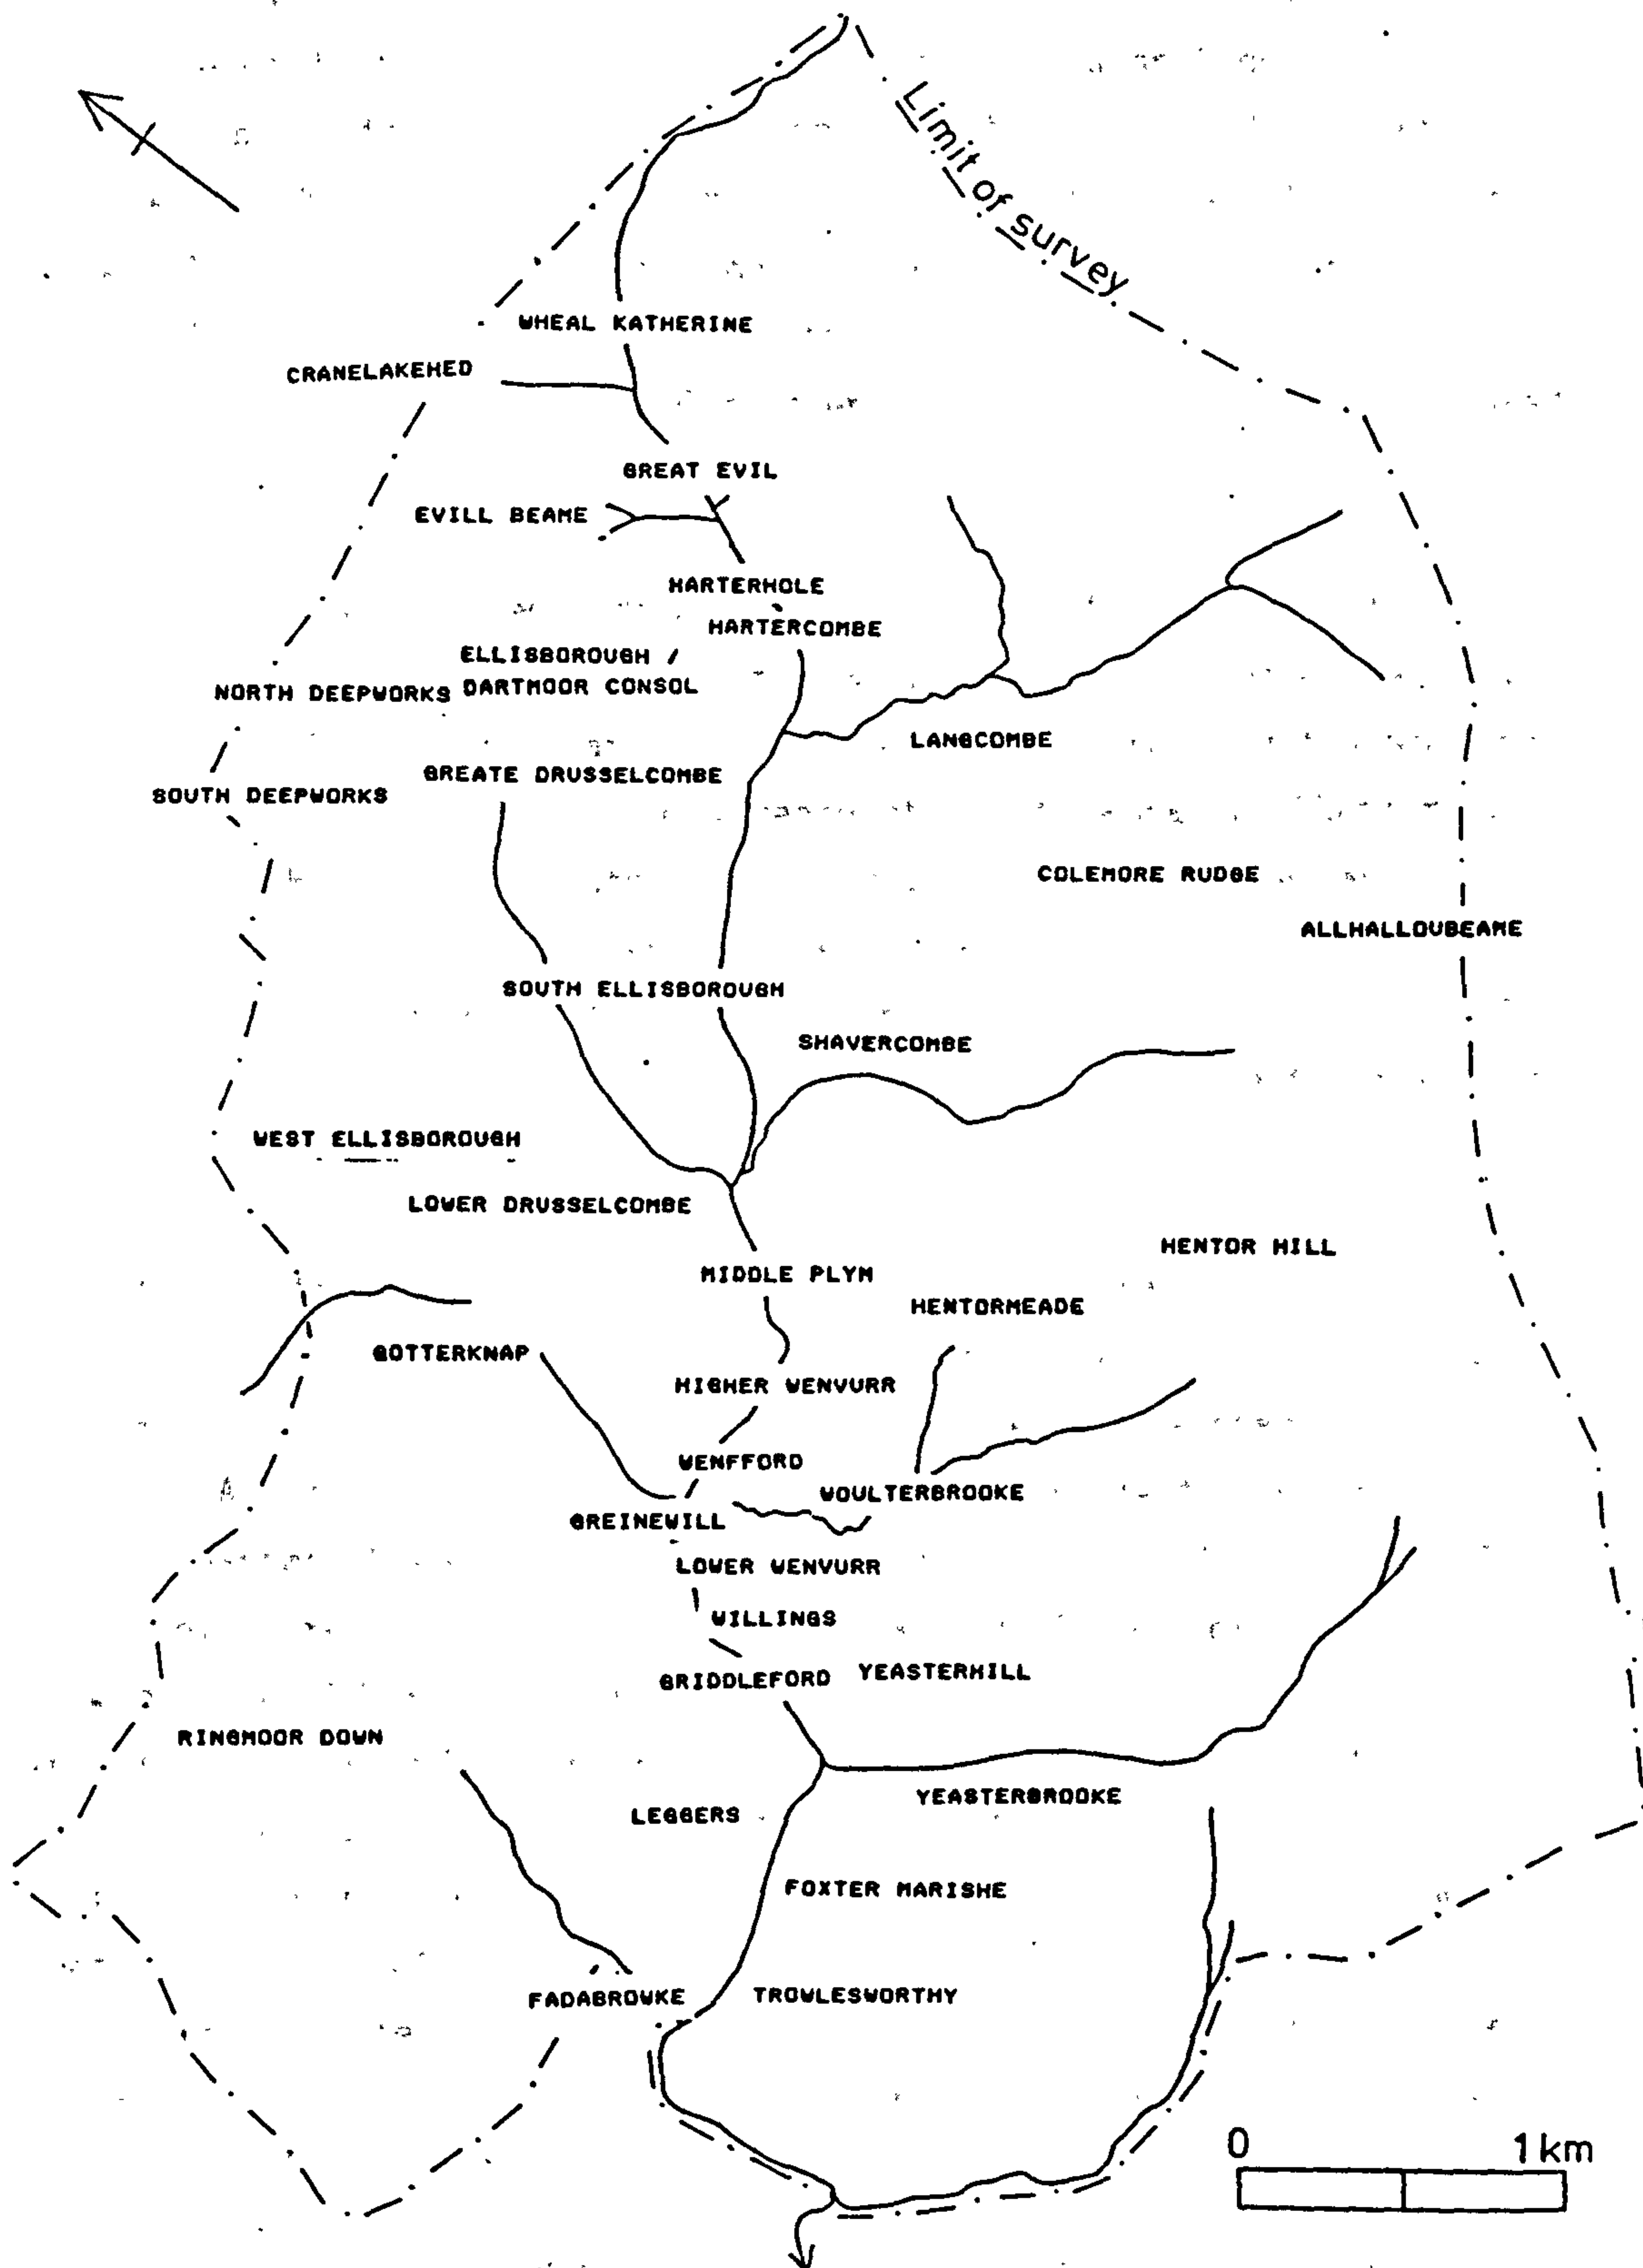 Limit of survey
WHEAL KATHERINE
CRANELAKEHED
GREAT EVIL
EVILL BEAME
HARTERHOLE
HARTERCOMBE
ELLISBOROUGH /
DARTMOOR CONSOL
NORTH DEEPWORKS
LANGCOMBE
GREATE DRUSSELCOMBE
SOUTH DEEPWORKS
COLEMORE RUDGE
ALLHALLOWBEAME
SOUTH ELLISBOROUGH
SHAVERCOMBE
WEST ELLISBOROUGH
LOWER DRUSSELCOMBE
HENTOR HILL
MIDDLE PLYM
HENTORMEADE
GOTTERKNAP
HIGHER WENVURR
WENFFORD
WOULTERBROOKE
GREINEWILL
LOWER WENVURR
WILLINGS
GRIDDLEFORD
YEASTERHILL
RINGMOOR DOWN
YEASTERBROOKE
LEGGERS
FOXTER MARISHE
FADABROWKE
TROWLESWORTHY
0 1km